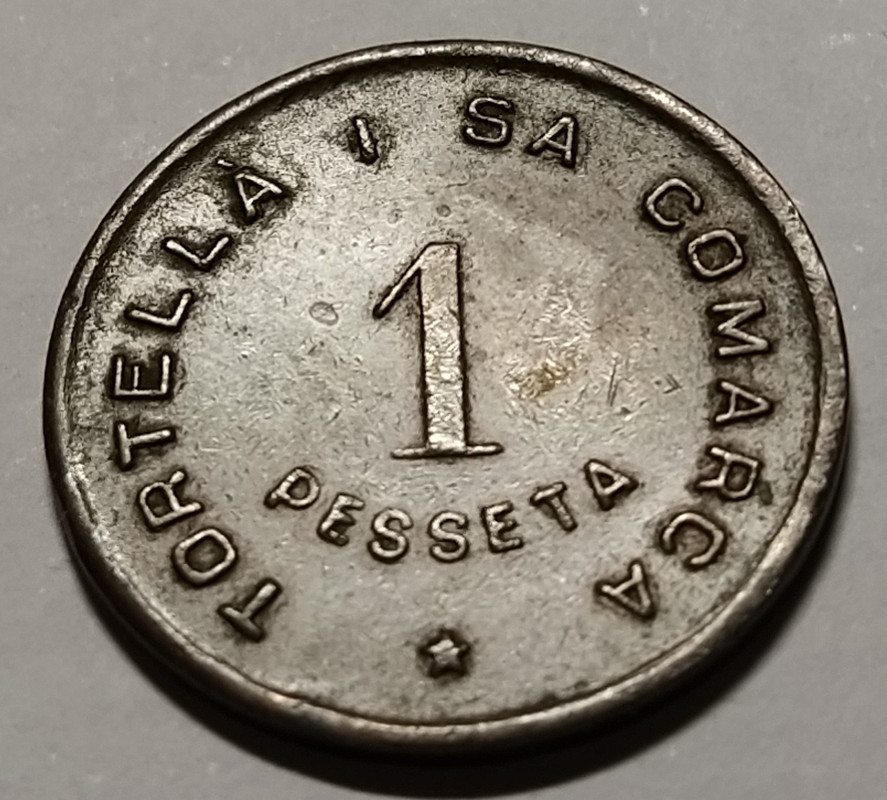 TORTELLÀ I SA COMARCA
1
PESSETA